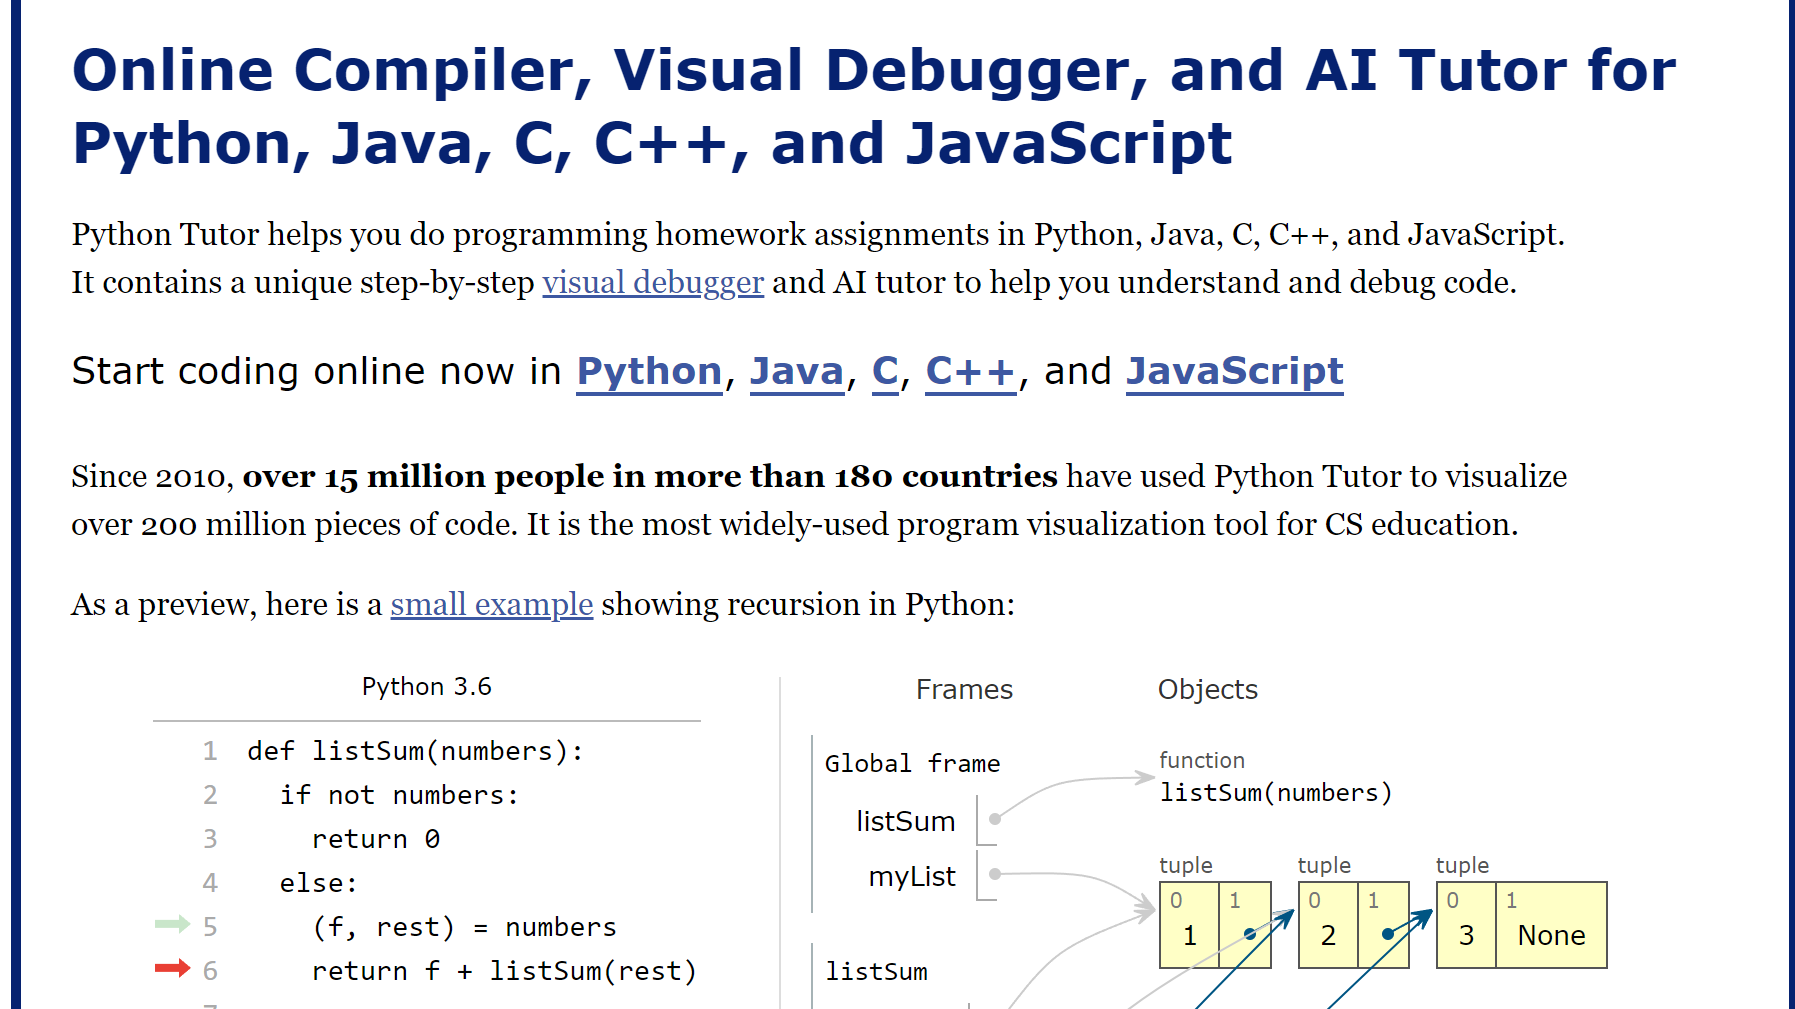 Online Compiler, Visual Debugger, and AI Tutor for
Python, Java, C, C++, and JavaScript
Python Tutor helps you do programming homework assignments in Python, Java, C, C++, and JavaScript.
It contains a unique step-by-step visual debugger and AI tutor to help you understand and debug code.
Start coding online now in Python, Java, C, C++, and JavaScript
Since 2010, over 15 million people in more than 180 countries have used Python Tutor to visualize
over 200 million pieces of code. It is the most widely-used program visualization tool for CS education.
As a preview, here is a small example showing recursion in Python:
Python 3.6
1 def listSum(numbers):
2 if not numbers:
3 return 0
4 else:
5 (f, rest) = numbers
6 return f + listSum(rest)
Frames
Objects
Global frame
listSum
myList
listSum
function
listSum(numbers)
tuple tuple tuple
0 1 0 1 0 1
1 2 3 None